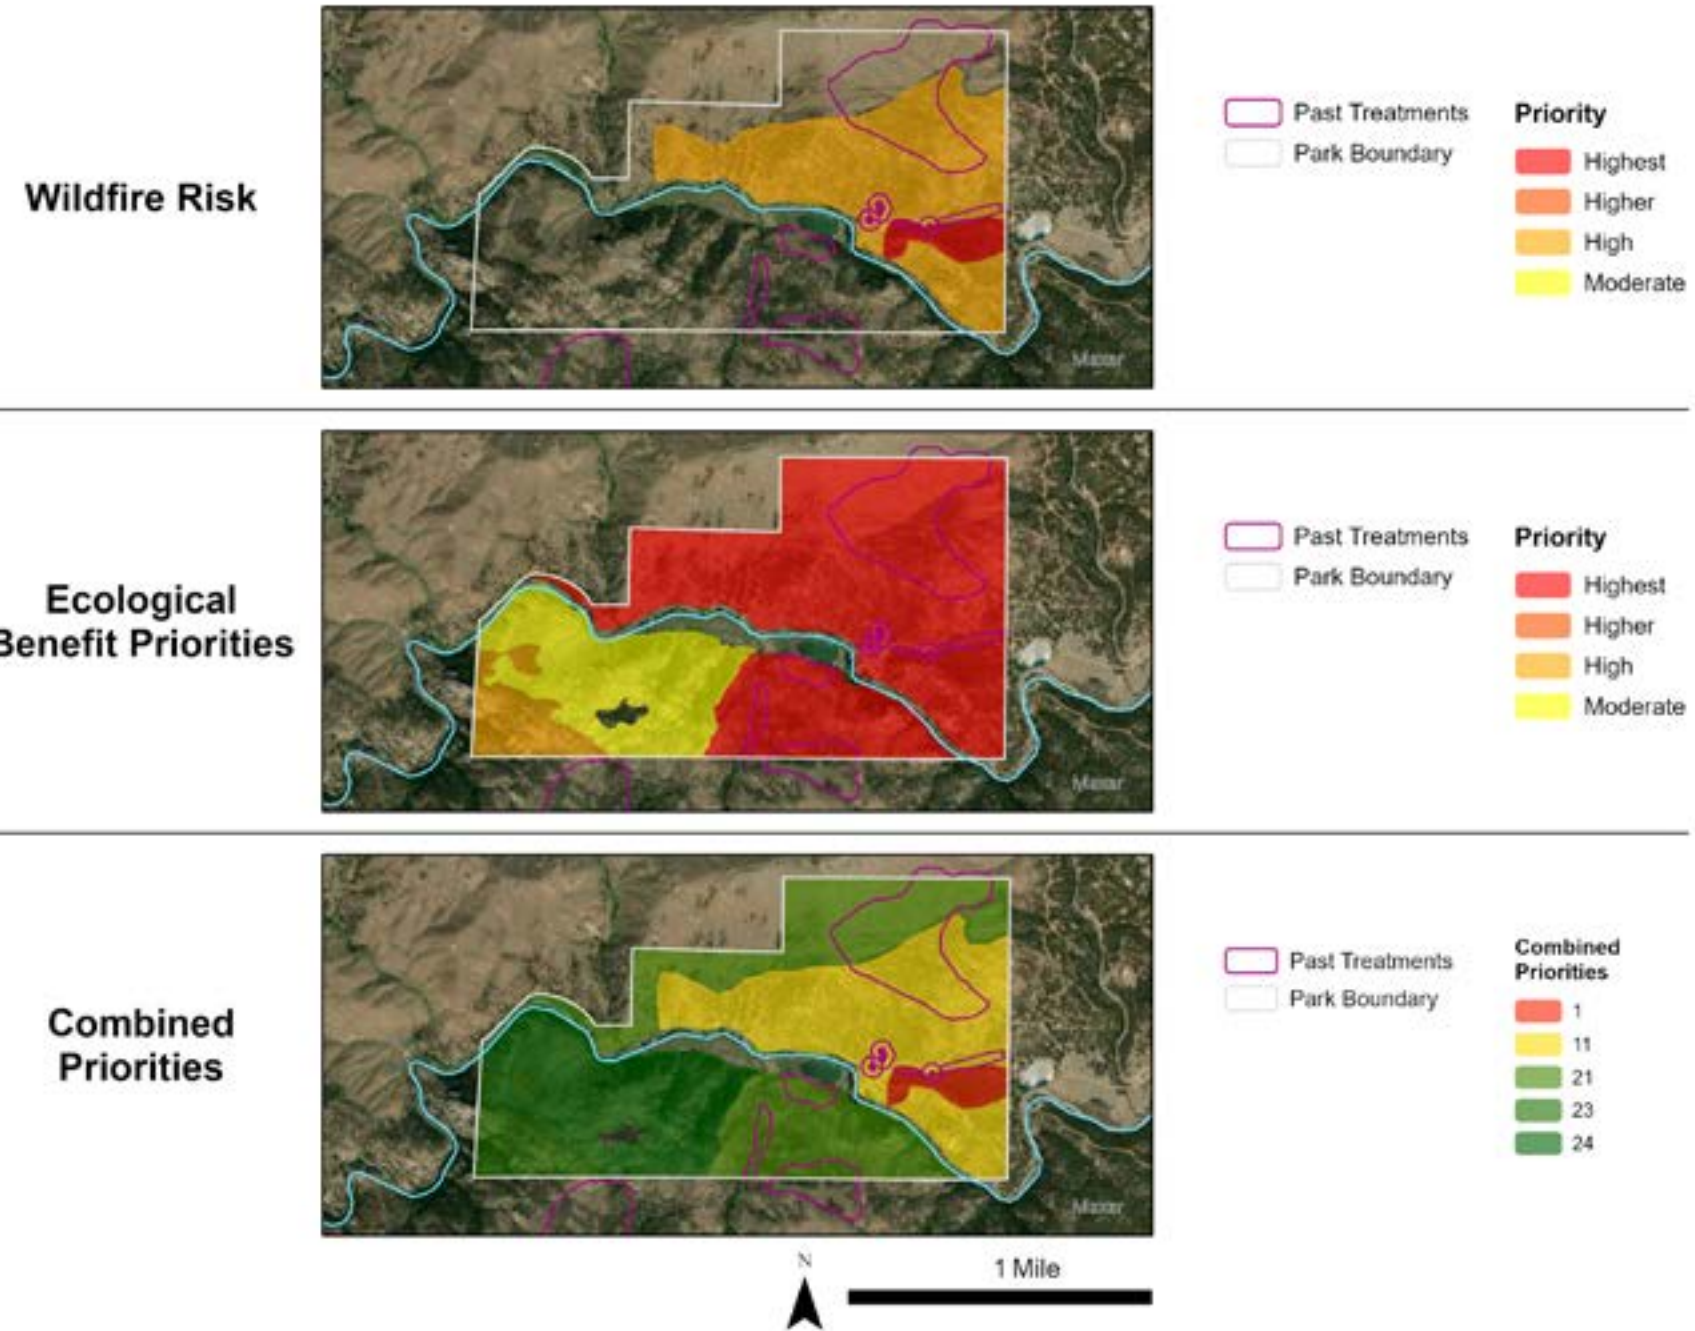 Wildfire Risk
Past Treatments
Park Boundary
Priority
Highest
Higher
High
Moderate
Maxar
Ecological
Benefit Priorities
Past Treatments
Park Boundary
Priority
Highest
Higher
High
Moderate
Maxar
Combined
Priorities
Past Treatments
Park Boundary
Combined
Priorities
1
11
21
23
24
Maxar
N
1 Mile